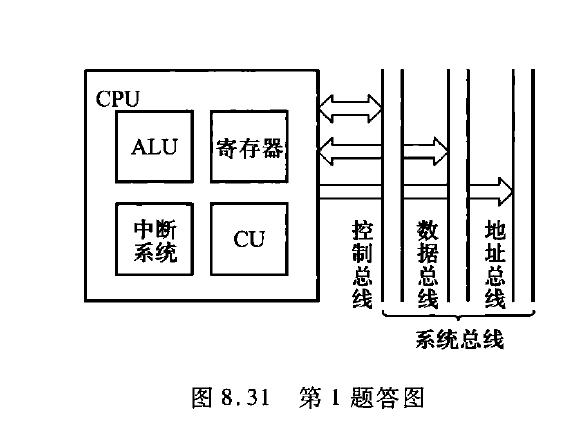 CPU
ALU
寄存器
中断
系统
CU
控制总线
数据总线
地址总线
系统总线
图 8.31 第 1 题答图